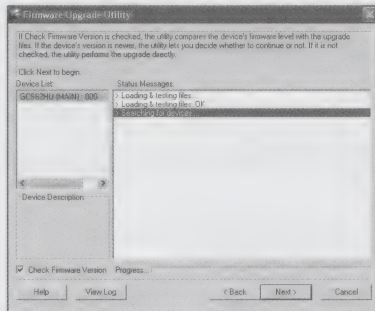 Firmware Upgrade Utility
If Check Firmware Version is checked, the utility compares the device's firmware level with the upgrade
files. If the device's version is newer, the utility lets you decide whether to continue or not. If it is not
checked, the utility performs the upgrade directly.
Click Next to begin.
Device List:
Status Messages:
GCS62HU (MAIN) : 000
> Loading & testing files...
> Loading & testing files: OK
> Searching for devices...
Device Description
Check Firmware Version
Progress...
Help
View Log
< Back
Next >
Cancel